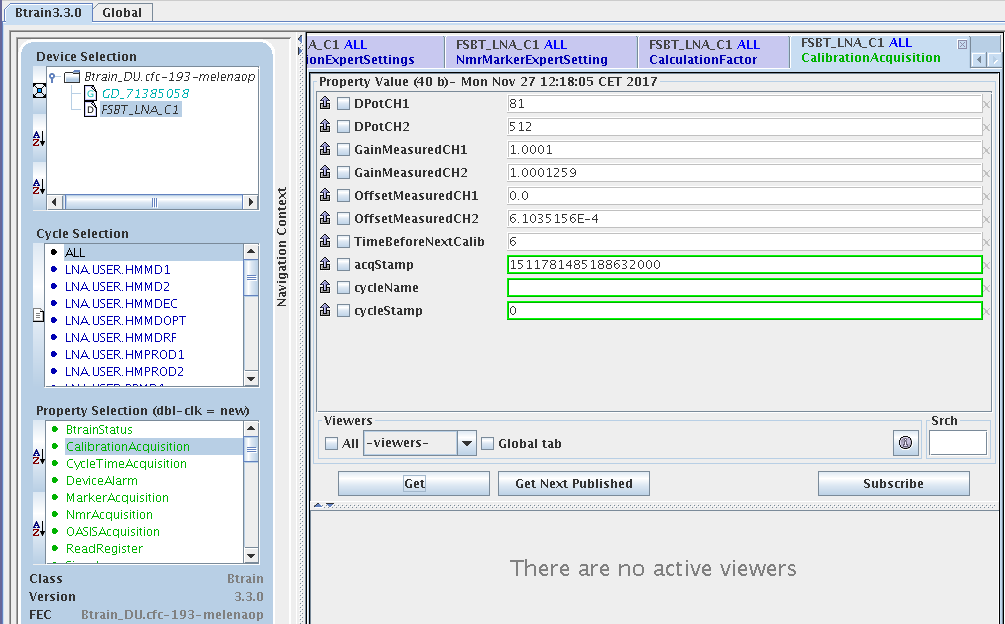 Btrain3.3.0 Global
Device Selection
Btrain_DU.cfc-193-melenaop
GD_71385058
FSBT_LNA_C1
Cycle Selection
ALL
LNA.USER.HMMD1
LNA.USER.HMMD2
LNA.USER.HMMDEC
LNA.USER.HMMDOPT
LNA.USER.HMMDRF
LNA.USER.HMPROD1
LNA.USER.HMPROD2
Property Selection (dbl-clk = new)
BtrainStatus
CalibrationAcquisition
CycleTimeAcquisition
DeviceAlarm
MarkerAcquisition
NmrAcquisition
OASISAcquisition
ReadRegister
Class Btrain
Version 3.3.0
FEC Btrain_DU.cfc-193-melenaop
Navigation Context
A_C1 ALL
ionExpertSettings
FSBT_LNA_C1 ALL
NmrMarkerExpertSetting
FSBT_LNA_C1 ALL
CalculationFactor
FSBT_LNA_C1 ALL
CalibrationAcquisition
Property Value (40 b)- Mon Nov 27 12:18:05 CET 2017
DPotCH1 81
DPotCH2 512
GainMeasuredCH1 1.0001
GainMeasuredCH2 1.0001259
OffsetMeasuredCH1 0.0
OffsetMeasuredCH2 6.1035156E-4
TimeBeforeNextCalib 6
acqStamp 1511781485188632000
cycleName
cycleStamp 0
Viewers
All -viewers- Global tab
Srch
Get Get Next Published Subscribe
There are no active viewers